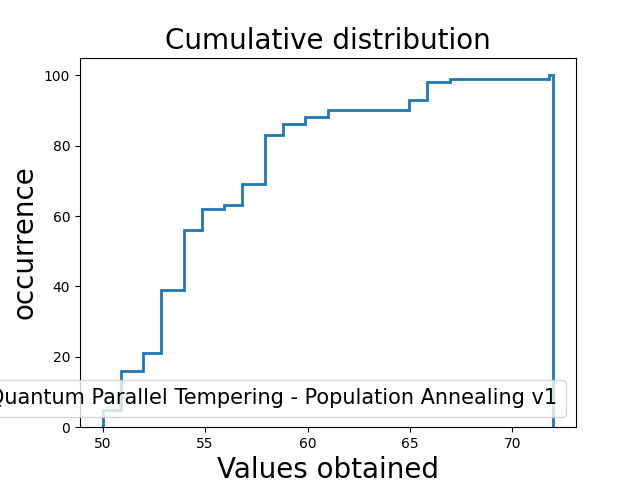 Cumulative distribution
100
80
60
40
20
0
occurrence
Quantum Parallel Tempering - Population Annealing v1
50 55 60 65 70
Values obtained